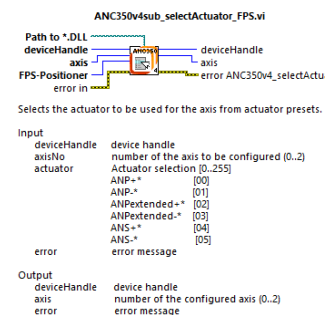 ANC350v4sub_selectActuator_FPS.vi
Path to *.DLL
deviceHandle
axis
FPS-Positioner
error in
ANC350
4
deviceHandle
axis
error ANC350v4_selectActu
Selects the actuator to be used for the axis from actuator presets.
Input
deviceHandle device handle
axisNo number of the axis to be configured (0..2)
actuator Actuator selection [0..255]
ANP+* [00]
ANP-* [01]
ANPextended+* [02]
ANPextended-* [03]
ANS+* [04]
ANS-* [05]
error error message
Output
deviceHandle device handle
axis number of the configured axis (0..2)
error error message